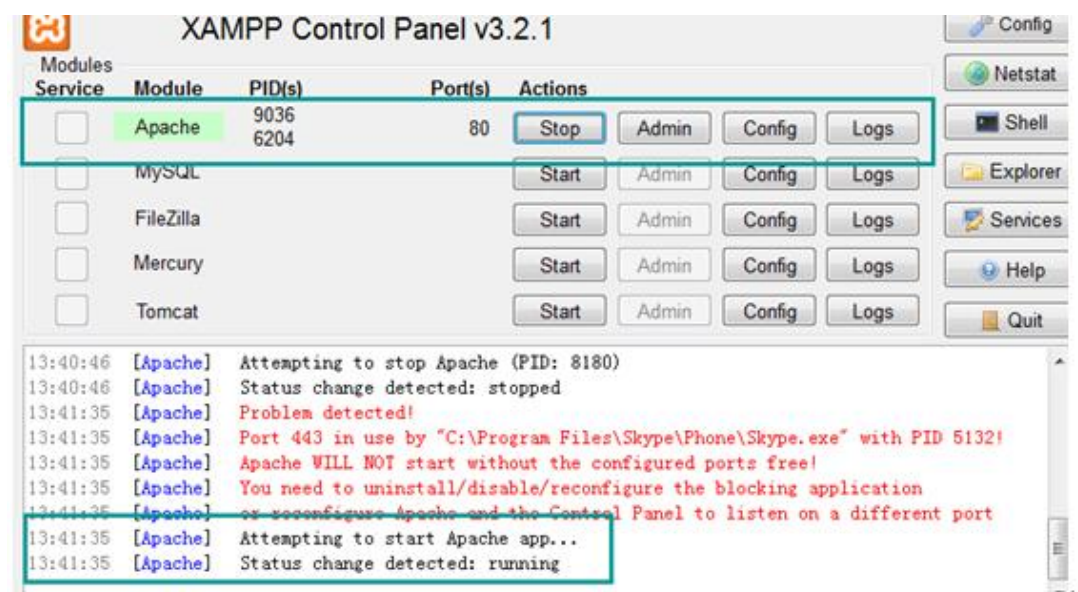 XAMPP Control Panel v3.2.1
Config
Modules
Service Module PID(s) Port(s) Actions
Netstat
Apache 9036 80 Stop Admin Config Logs
6204
Shell
MySQL Start Admin Config Logs
Explorer
FileZilla Start Admin Config Logs
Services
Mercury Start Admin Config Logs
Help
Tomcat Start Admin Config Logs
Quit
13:40:46 [Apache] Attempting to stop Apache (PID: 8180)
13:40:46 [Apache] Status change detected: stopped
13:41:35 [Apache] Problem detected!
13:41:35 [Apache] Port 443 in use by "C:\Program Files\Skype\Phone\Skype.exe" with PID 5132!
13:41:35 [Apache] Apache WILL NOT start without the configured ports free!
13:41:35 [Apache] You need to uninstall/disable/reconfigure the blocking application
13:41:35 [Apache] or reconfigure Apache and the Control Panel to listen on a different port
13:41:35 [Apache] Attempting to start Apache app...
13:41:35 [Apache] Status change detected: running